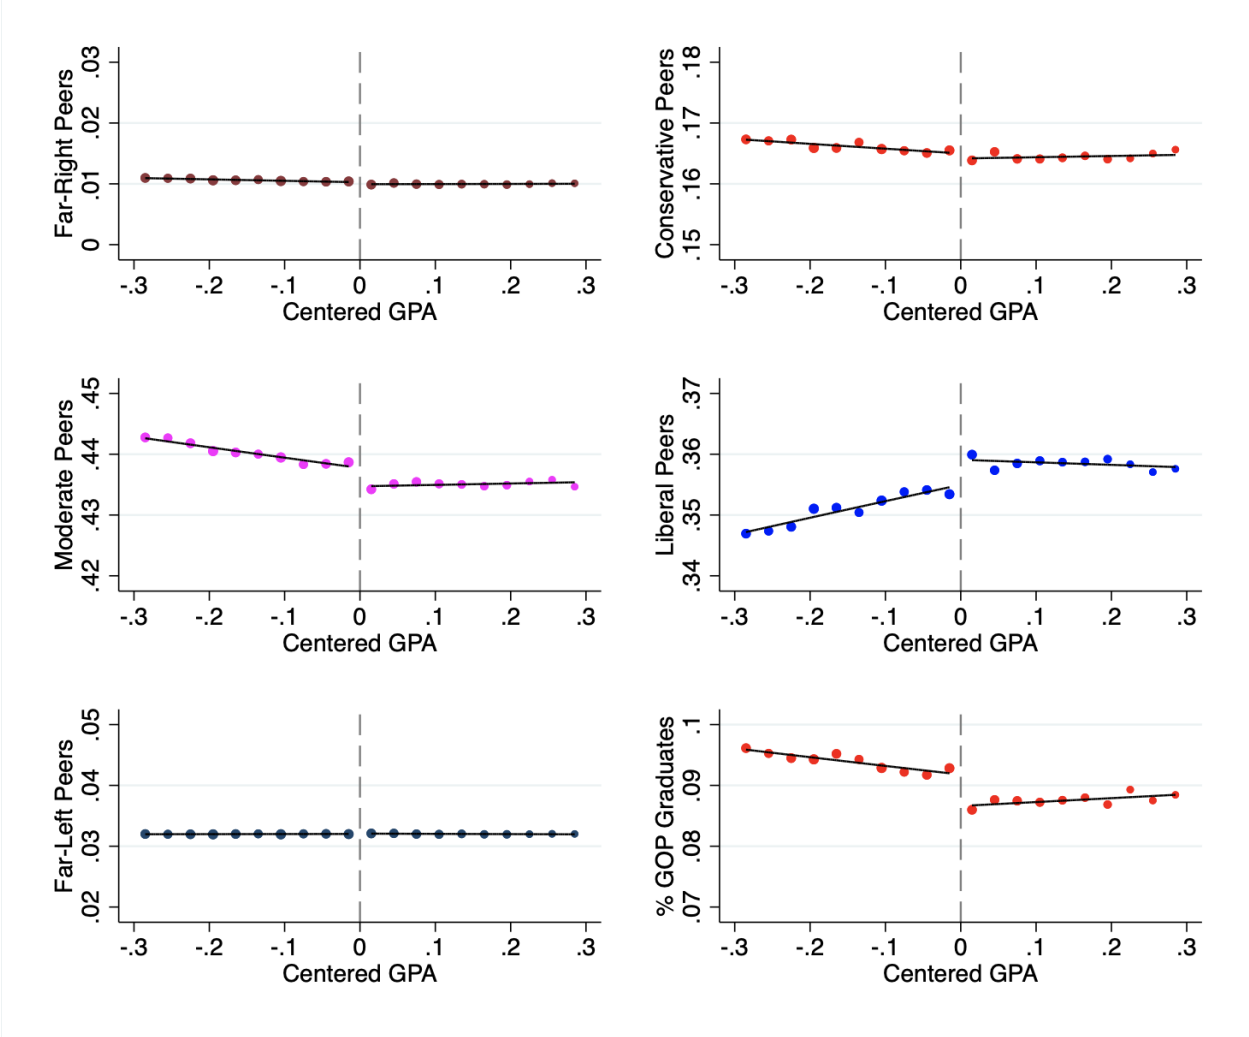 Far-Right Peers
.03
.02
.01
0
-.3 -.2 -.1 0 .1 .2 .3
Centered GPA
Conservative Peers
.18
.17
.16
.15
-.3 -.2 -.1 0 .1 .2 .3
Centered GPA
Moderate Peers
.45
.44
.43
.42
-.3 -.2 -.1 0 .1 .2 .3
Centered GPA
Liberal Peers
.37
.36
.35
.34
-.3 -.2 -.1 0 .1 .2 .3
Centered GPA
Far-Left Peers
.05
.04
.03
.02
-.3 -.2 -.1 0 .1 .2 .3
Centered GPA
% GOP Graduates
.1
.09
.08
.07
-.3 -.2 -.1 0 .1 .2 .3
Centered GPA